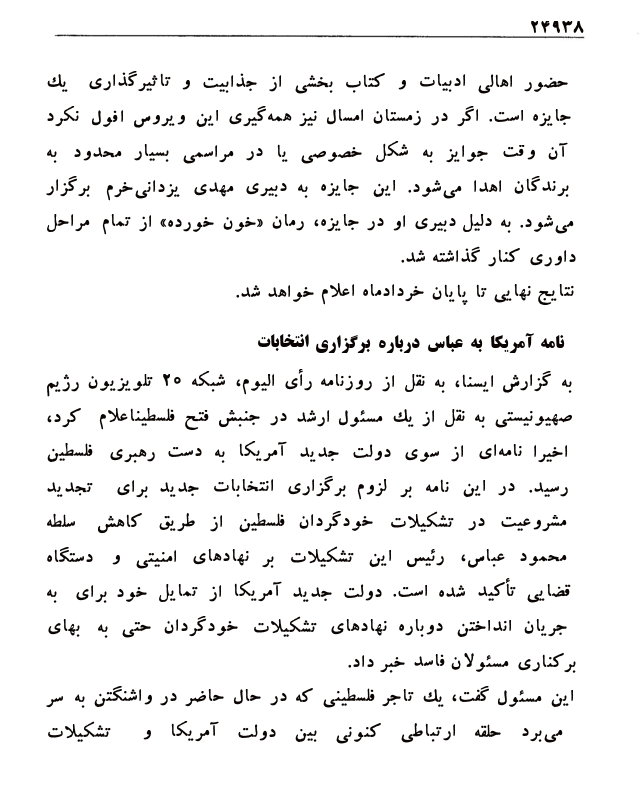 ۲۴۹۳۸
حضور اهالی ادبیات و کتاب بخشی از جذابیت و تاثیرگذاری یك
جایزه است. اگر در زمستان امسال نیز همه‌گیری این ویروس افول نکرد
آن وقت جوایز به شکل خصوصی یا در مراسمی بسیار محدود به
برندگان اهدا می‌شود. این جایزه به دبیری مهدی یزدانی‌خرم برگزار
می‌شود. به دلیل دبیری او در جایزه، رمان «خون خورده» از تمام مراحل
داوری کنار گذاشته شد.
نتایج نهایی تا پایان خردادماه اعلام خواهد شد.
نامه آمریکا به عباس درباره برگزاری انتخابات
به گزارش ایسنا، به نقل از روزنامه رأی الیوم، شبکه ۲۰ تلویزیون رژیم
صهیونیستی به نقل از یك مسئول ارشد در جنبش فتح فلسطیناعلام کرد،
اخیرا نامه‌ای از سوی دولت جدید آمریکا به دست رهبری فلسطین
رسید. در این نامه بر لزوم برگزاری انتخابات جدید برای تجدید
مشروعیت در تشکیلات خودگردان فلسطین از طریق کاهش سلطه
محمود عباس، رئیس این تشکیلات بر نهادهای امنیتی و دستگاه
قضایی تأکید شده است. دولت جدید آمریکا از تمایل خود برای به
جریان انداختن دوباره نهادهای تشکیلات خودگردان حتی به بهای
برکناری مسئولان فاسد خبر داد.
این مسئول گفت، یك تاجر فلسطینی که در حال حاضر در واشنگتن به سر
می‌برد حلقه ارتباطی کنونی بین دولت آمریکا و تشکیلات